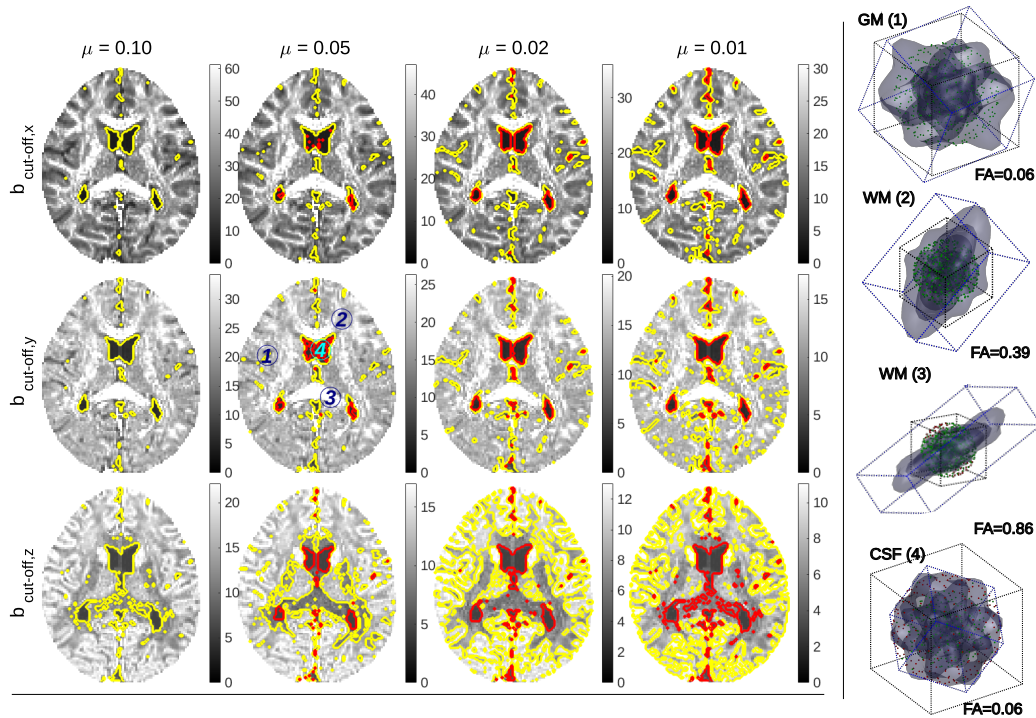 μ = 0.10 μ = 0.05 μ = 0.02 μ = 0.01
b cut-off,x
60 50 40 30 20 10 0
40 30 20 10 0
30 25 20 15 10 5 0
30 25 20 15 10 5 0
b cut-off,y
30 25 20 15 10 5 0
25 20 15 10 5 0
20 15 10 5 0
15 10 5 0
1 2 3 4
b cut-off,z
20 15 10 5 0
15 10 5 0
12 10 8 6 4 2 0
10 8 6 4 2 0
GM (1)
FA=0.06
WM (2)
FA=0.39
WM (3)
FA=0.86
CSF (4)
FA=0.06